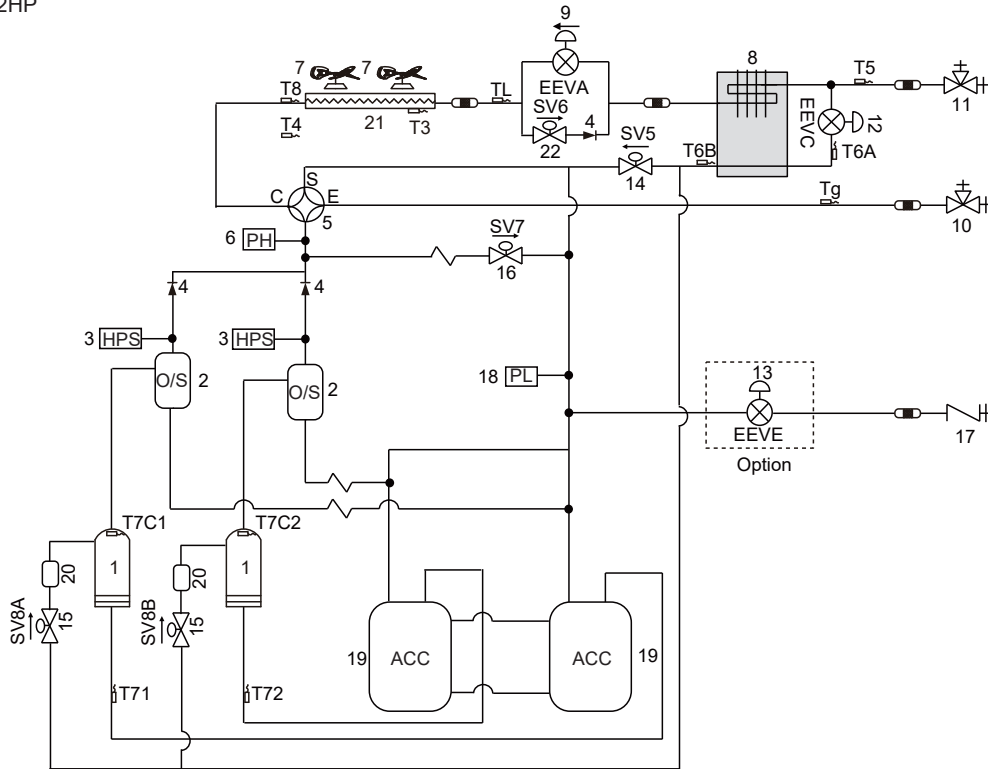 2HP
9
7 7
8
T8
TL
EEVA
T5
SV6
4
T4
21
T3
22
EEVC
12
11
SV5
T6B
T6A
14
S
C
E
5
Tg
10
6 PH
SV7
16
4
4
3 HPS
3 HPS
O/S 2
O/S 2
18 PL
13
EEVE
17
Option
T7C1
T7C2
1
1
20
20
SV8A
15
SV8B
15
19
ACC
ACC
19
T71
T72